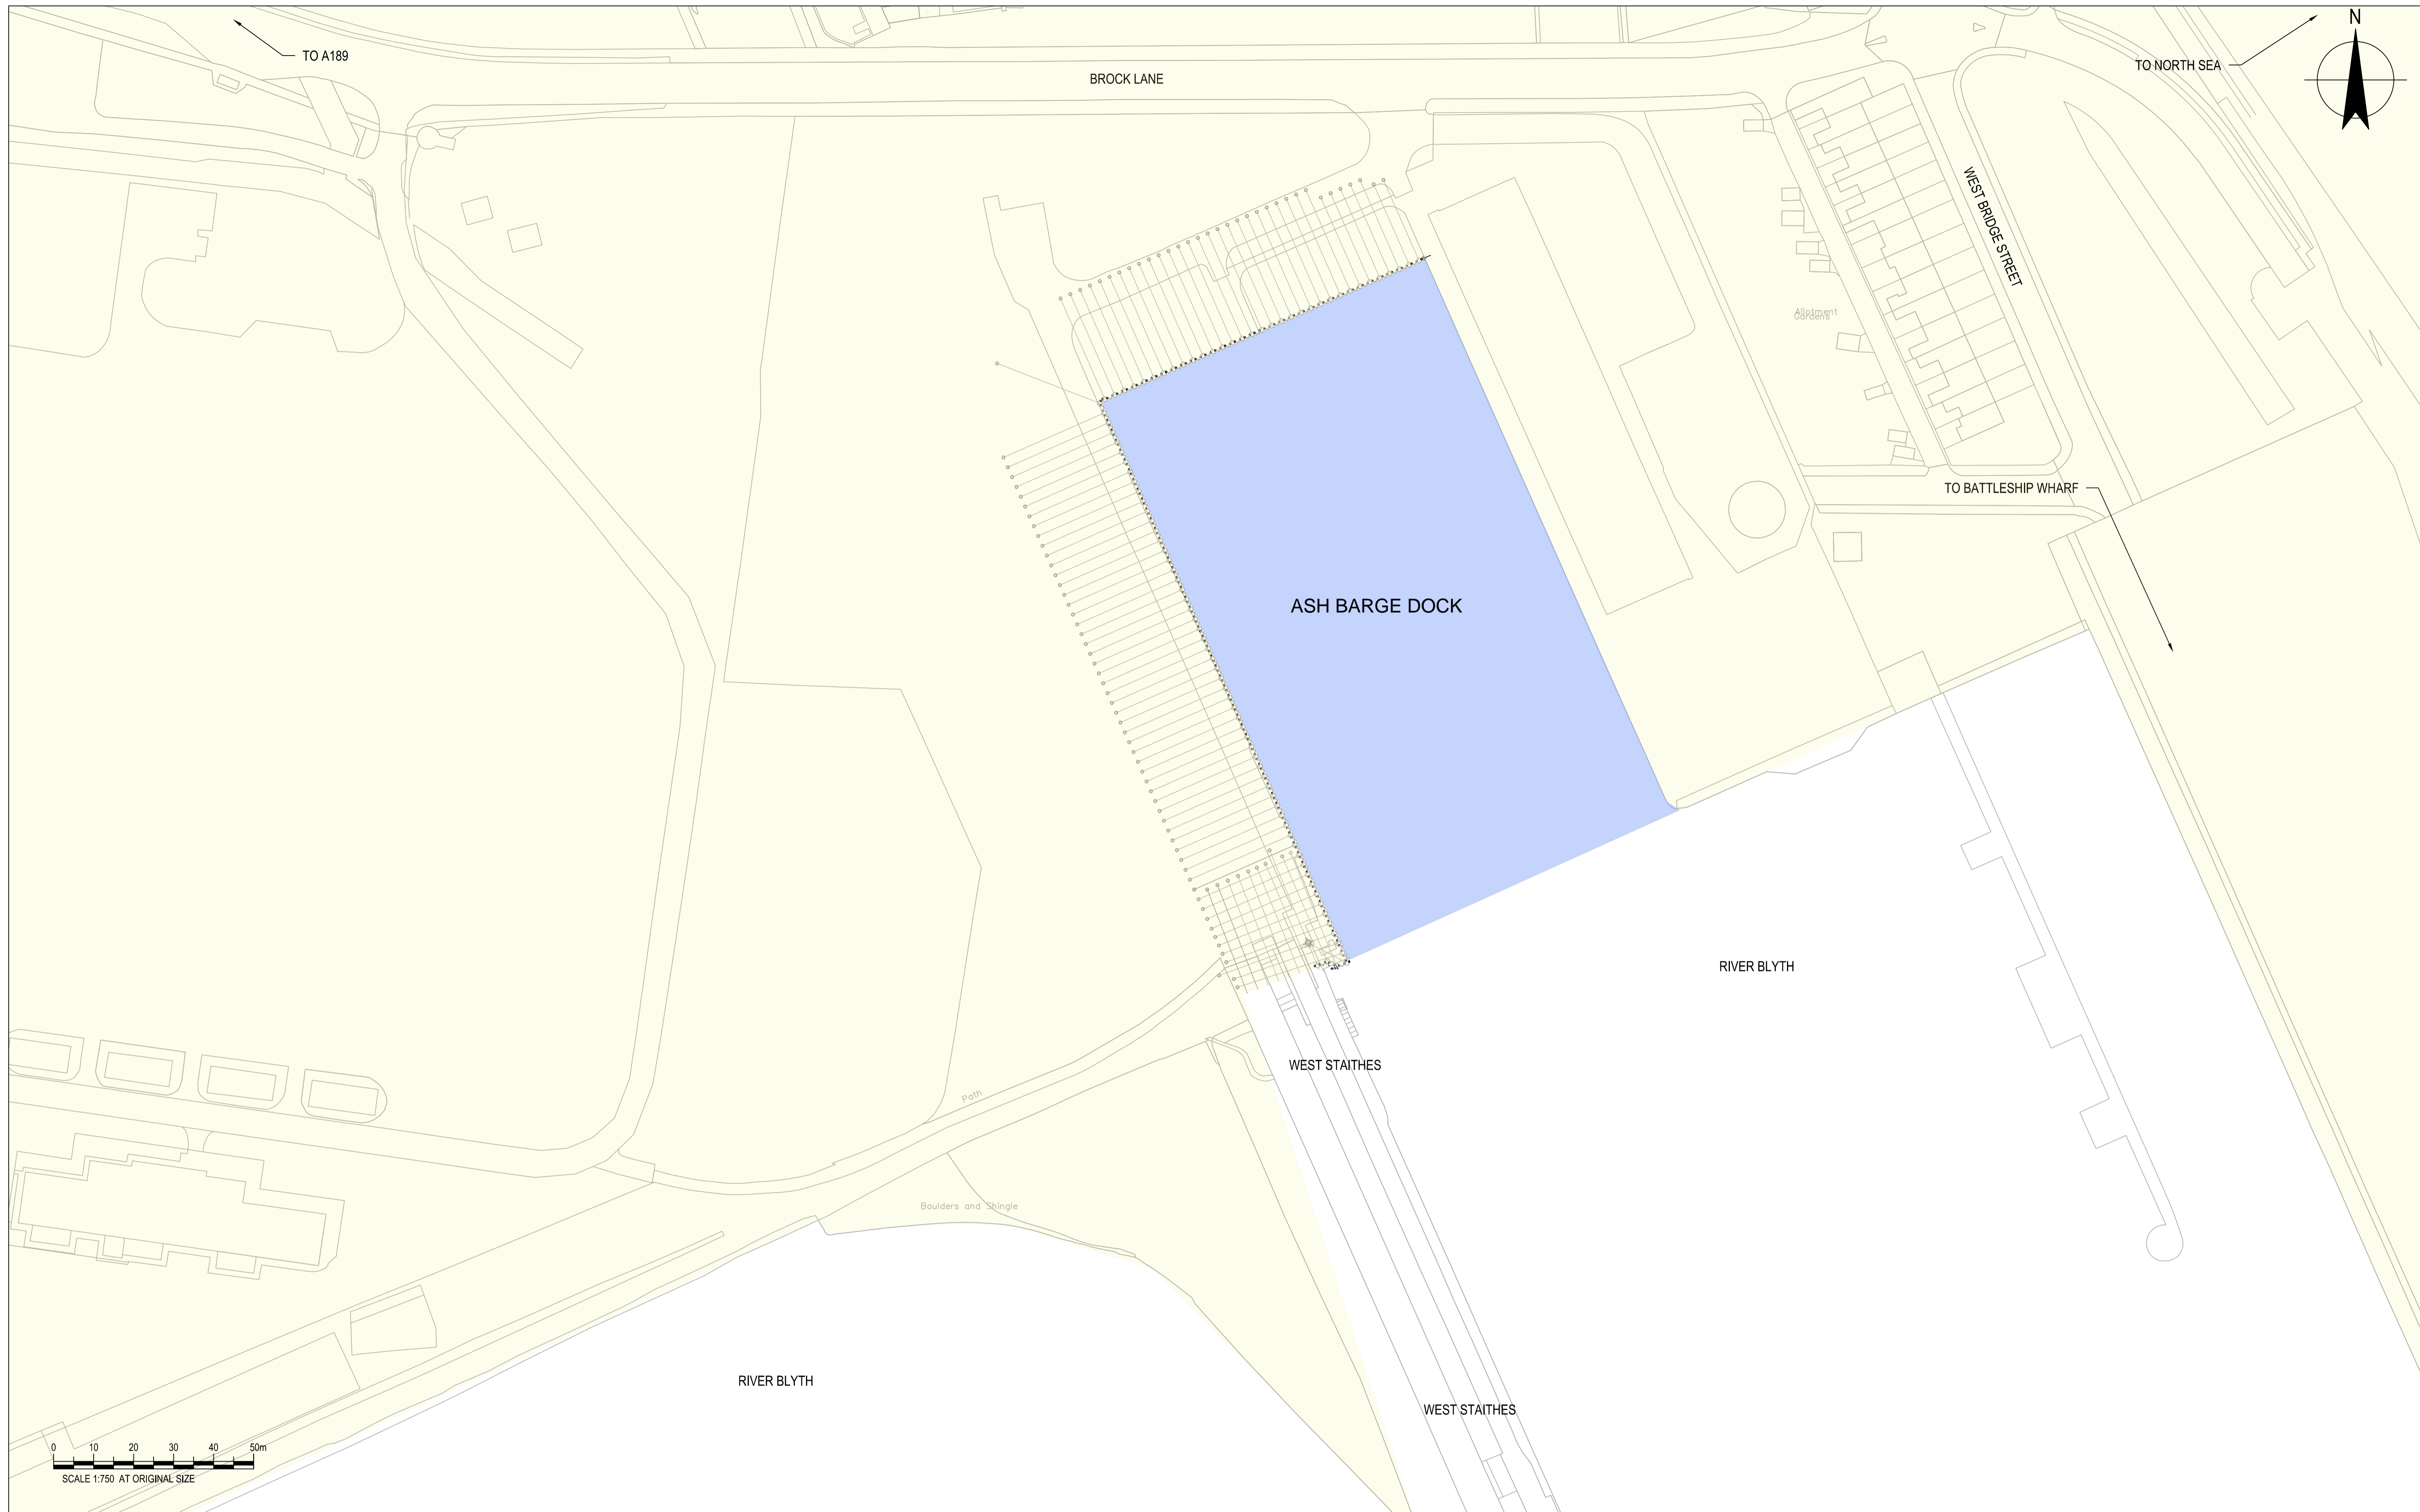 N
TO A189
TO NORTH SEA
BROCK LANE
WEST BRIDGE STREET
Allotment
Gardens
TO BATTLESHIP WHARF
ASH BARGE DOCK
RIVER BLYTH
WEST STAITHES
Path
Boulders and Shingle
RIVER BLYTH
WEST STAITHES
0 10 20 30 40 50m
SCALE 1:750 AT ORIGINAL SIZE